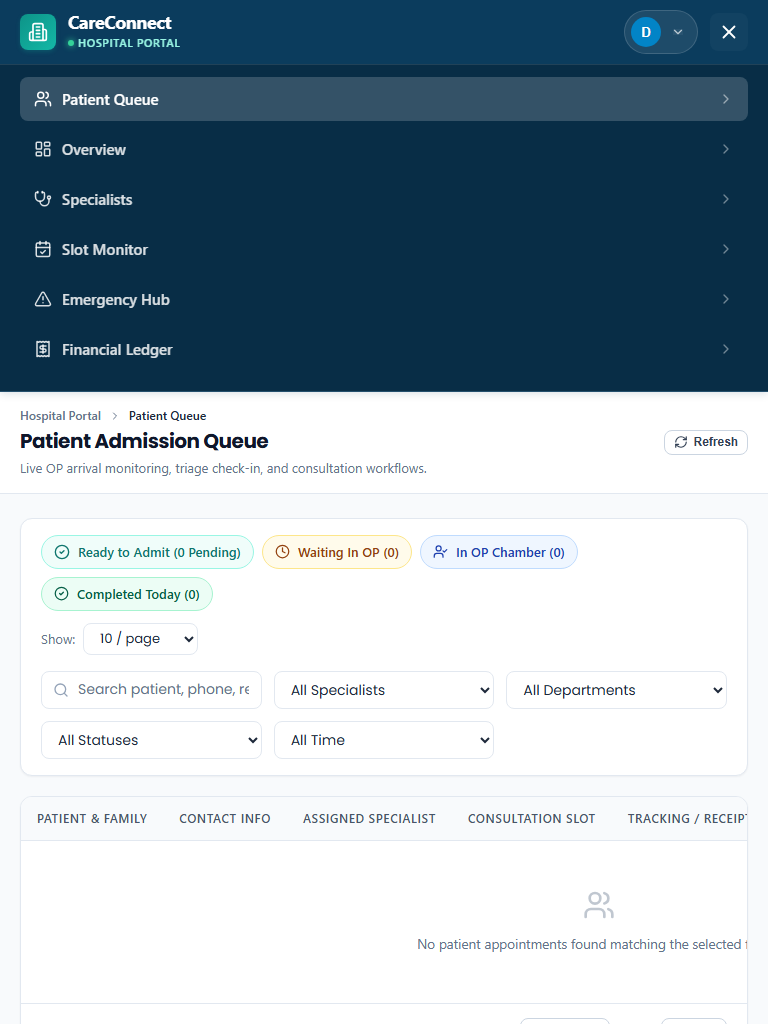 CareConnect
HOSPITAL PORTAL
D
Patient Queue
Overview
Specialists
Slot Monitor
Emergency Hub
Financial Ledger
Hospital Portal > Patient Queue
Patient Admission Queue
Refresh
Live OP arrival monitoring, triage check-in, and consultation workflows.
Ready to Admit (0 Pending) Waiting In OP (0) In OP Chamber (0)
Completed Today (0)
Show: 10 / page
Search patient, phone, re All Specialists All Departments
All Statuses All Time
PATIENT & FAMILY CONTACT INFO ASSIGNED SPECIALIST CONSULTATION SLOT TRACKING / RECEIPT
No patient appointments found matching the selected